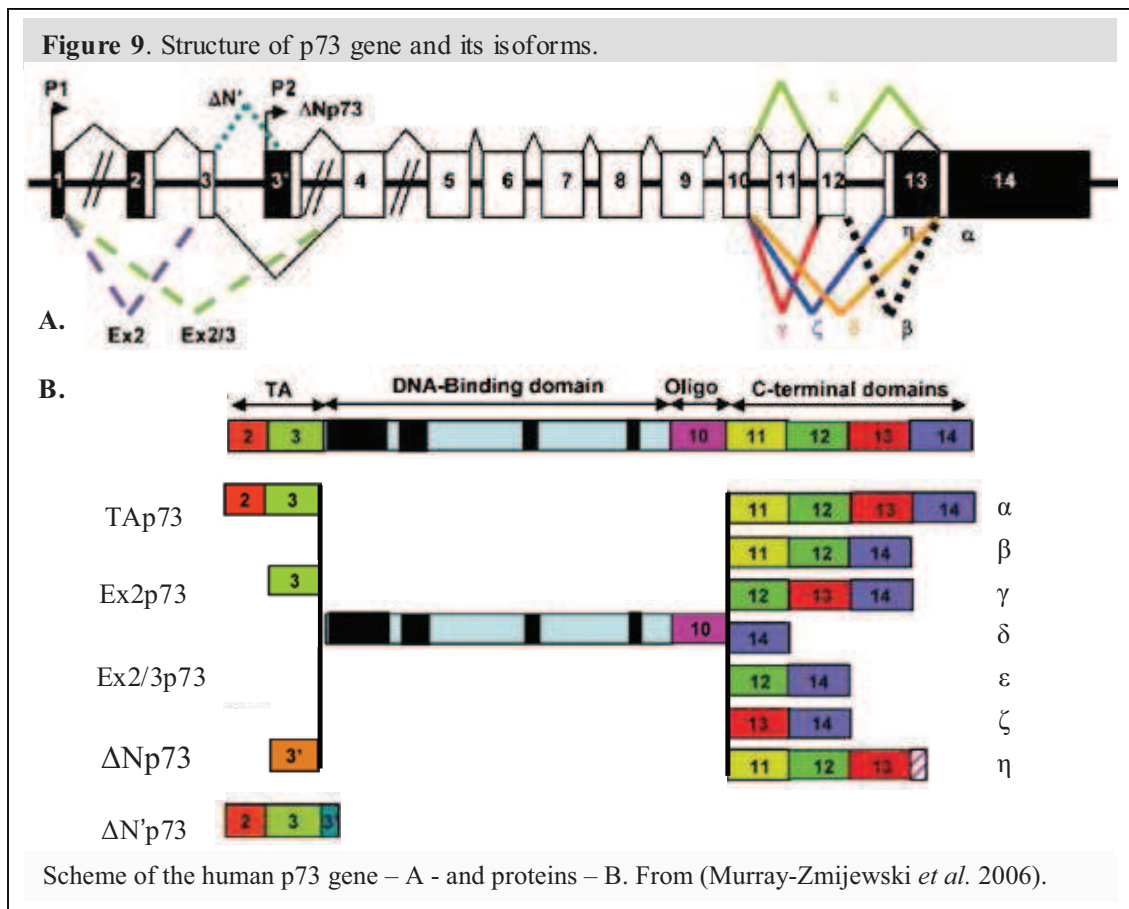 Figure 9. Structure of p73 gene and its isoforms.
P1 ΔN' P2 ΔNp73 ε
1 2 3 3' 4 5 6 7 8 9 10 11 12 13 14
η α
A. Ex2 Ex2/3 γ ζ δ β
B. TA DNA-Binding domain Oligo C-terminal domains
2 3 10 11 12 13 14
TAp73 2 3 11 12 13 14 α
11 12 14 β
Ex2p73 3 12 13 14 γ
10 14 δ
Ex2/3p73 12 14 ε
13 14 ζ
ΔNp73 3' 11 12 13 η
ΔN'p73 2 3 3'
Scheme of the human p73 gene – A - and proteins – B. From (Murray-Zmijewski et al. 2006).